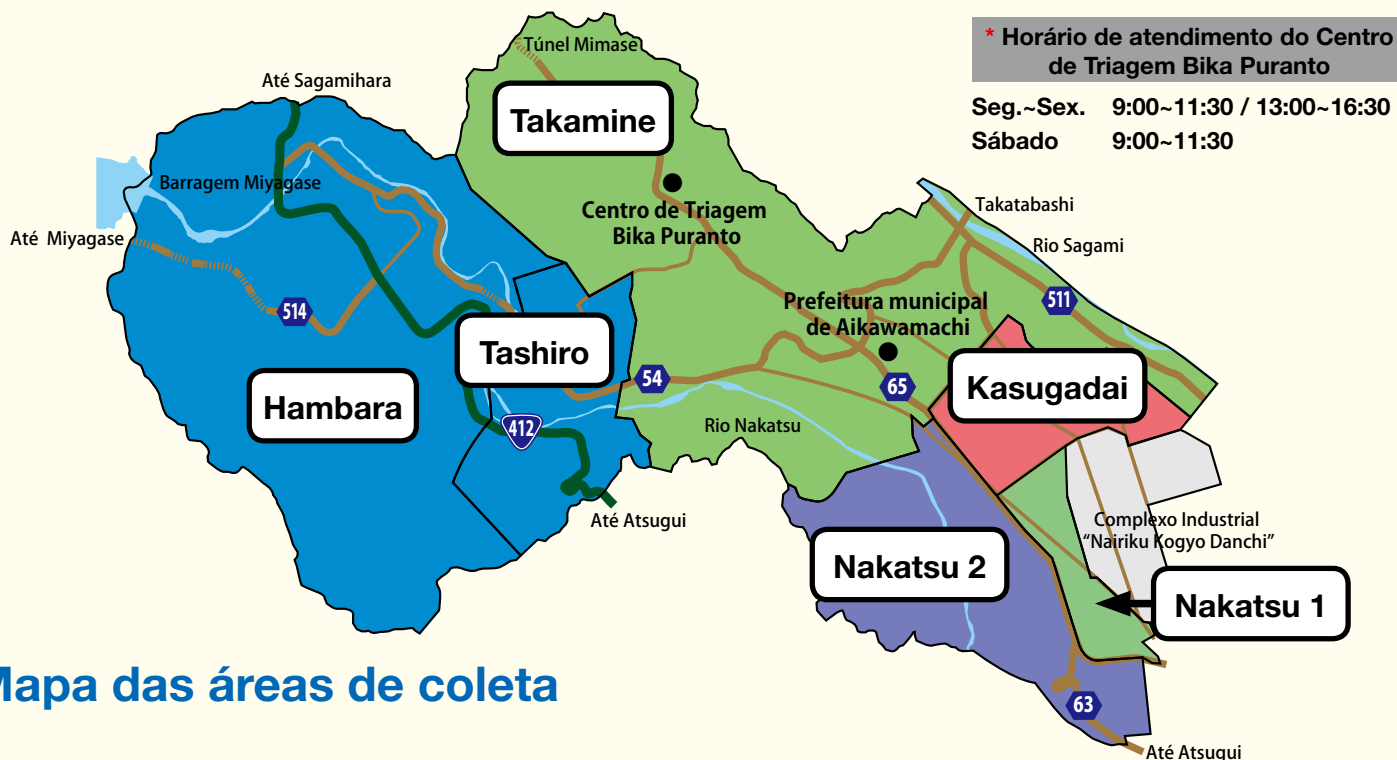 * Horário de atendimento do Centro
de Triagem Bika Puranto
Seg.~Sex. 9:00~11:30 / 13:00~16:30
Sábado 9:00~11:30
Túnel Mimase
Até Sagamihara
Takamine
Barragem Miyagase
Centro de Triagem
Bika Puranto
Takatabashi
Até Miyagase
Rio Sagami
514
Prefeitura municipal
de Aikawamachi
511
Tashiro
54
65
Kasugadai
Hambara
412
Rio Nakatsu
Até Atsugui
Complexo Industrial
“Nairiku Kogyo Danchi”
Nakatsu 2
Nakatsu 1
Mapa das áreas de coleta
63
Até Atsugui